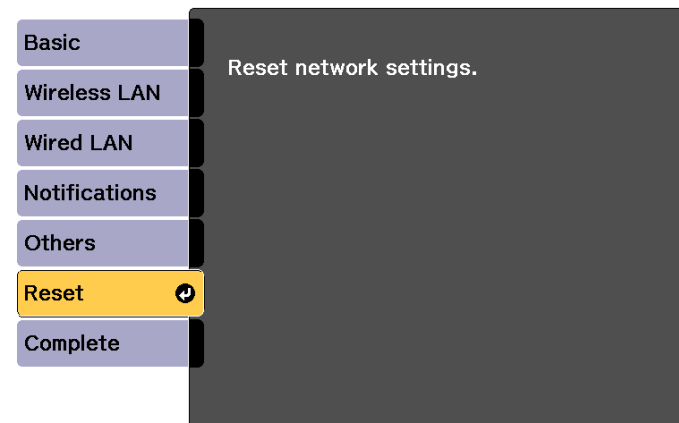 Basic
Wireless LAN
Wired LAN
Notifications
Others
Reset
Complete
Reset network settings.